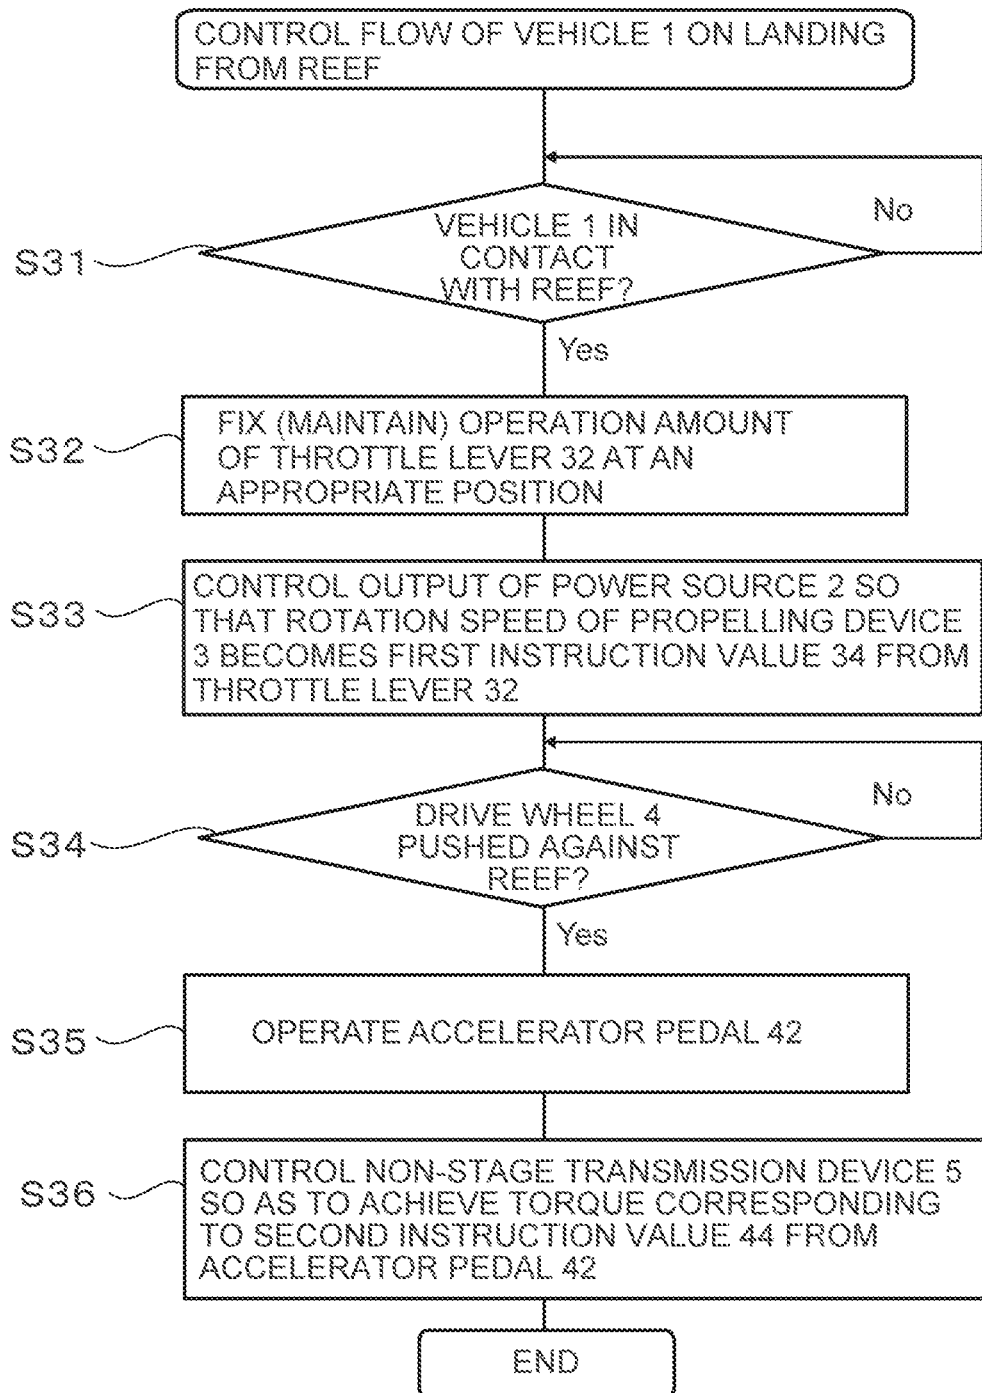 CONTROL FLOW OF VEHICLE 1 ON LANDING
FROM REEF
No
S31
VEHICLE 1 IN
CONTACT
WITH REEF?
Yes
S32
FIX (MAINTAIN) OPERATION AMOUNT
OF THROTTLE LEVER 32 AT AN
APPROPRIATE POSITION
S33
CONTROL OUTPUT OF POWER SOURCE 2 SO
THAT ROTATION SPEED OF PROPELLING DEVICE
3 BECOMES FIRST INSTRUCTION VALUE 34 FROM
THROTTLE LEVER 32
No
S34
DRIVE WHEEL 4
PUSHED AGAINST
REEF?
Yes
S35
OPERATE ACCELERATOR PEDAL 42
S36
CONTROL NON-STAGE TRANSMISSION DEVICE 5
SO AS TO ACHIEVE TORQUE CORRESPONDING
TO SECOND INSTRUCTION VALUE 44 FROM
ACCELERATOR PEDAL 42
END